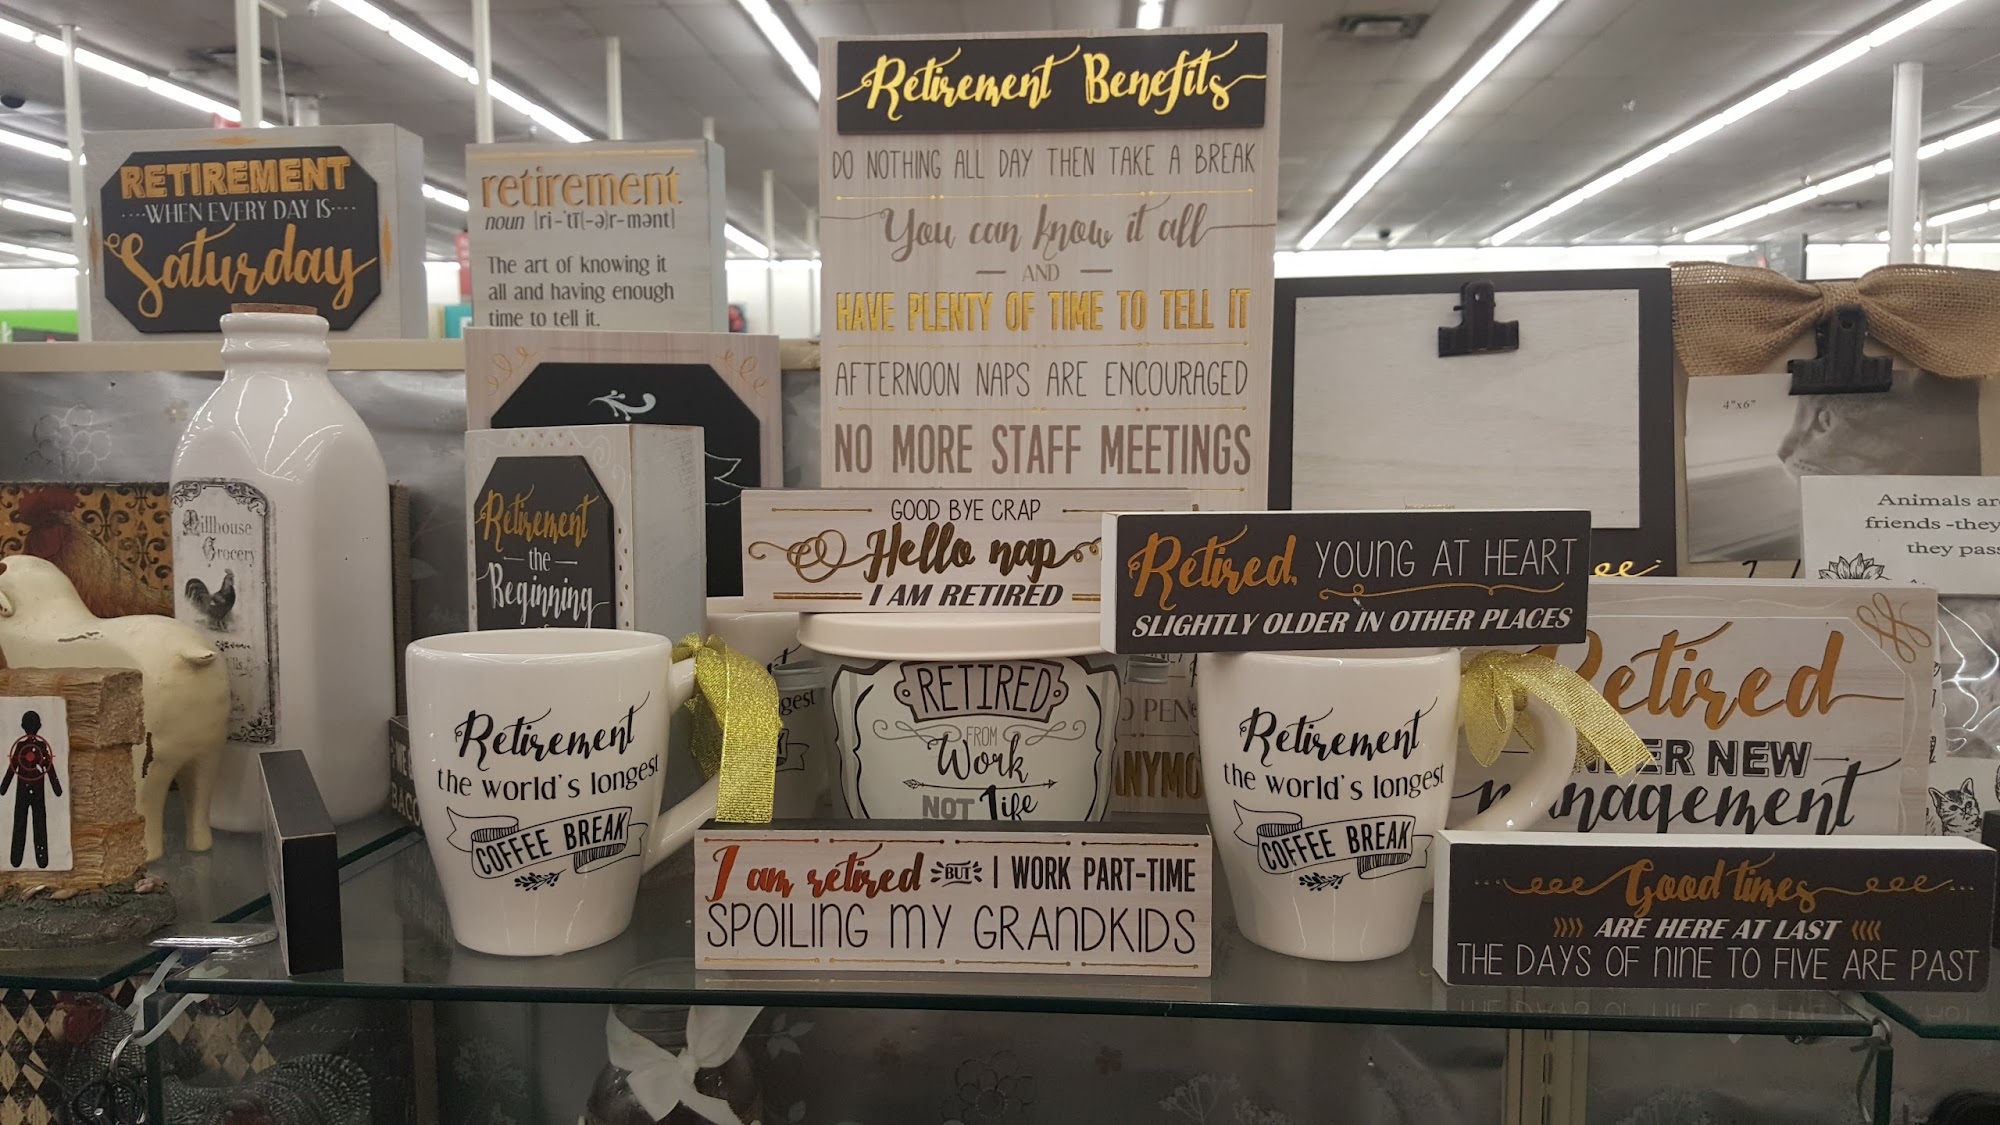 RETIREMENT
WHEN EVERY DAY IS
Saturday
retirement
noun |ri-ˈtī(-ə)r-mənt|
The art of knowing it
all and having enough
time to tell it.
Retirement Benefits
DO NOTHING ALL DAY THEN TAKE A BREAK
You can know it all
AND
HAVE PLENTY OF TIME TO TELL IT
AFTERNOON NAPS ARE ENCOURAGED
NO MORE STAFF MEETINGS
4"x6"
Animals
friends -they
they pass
Millhouse
Grocery
Retirement
the
Beginning
GOOD BYE CRAP
Hello nap
I AM RETIRED
Retired, YOUNG AT HEART
SLIGHTLY OLDER IN OTHER PLACES
RETIRED
FROM
Work
NOT Life
Retired
UNDER NEW
management
Retirement
the world's longest
COFFEE BREAK
Retirement
the world's longest
COFFEE BREAK
BACO
I am retired BUT I WORK PART-TIME
SPOILING MY GRANDKIDS
Good times
ARE HERE AT LAST
THE DAYS OF NINE TO FIVE ARE PAST